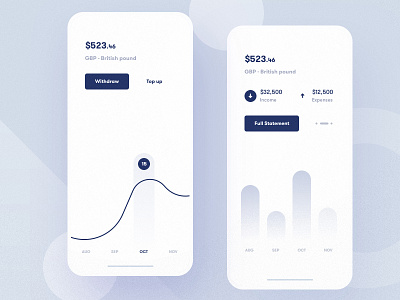 $523.46
GBP · British pound
Withdraw
Top up
15
AUG
SEP
OCT
NOV
$523.46
GBP · British pound
$32,500
Income
$12,500
Expenses
Full Statement
AUG
SEP
OCT
NOV